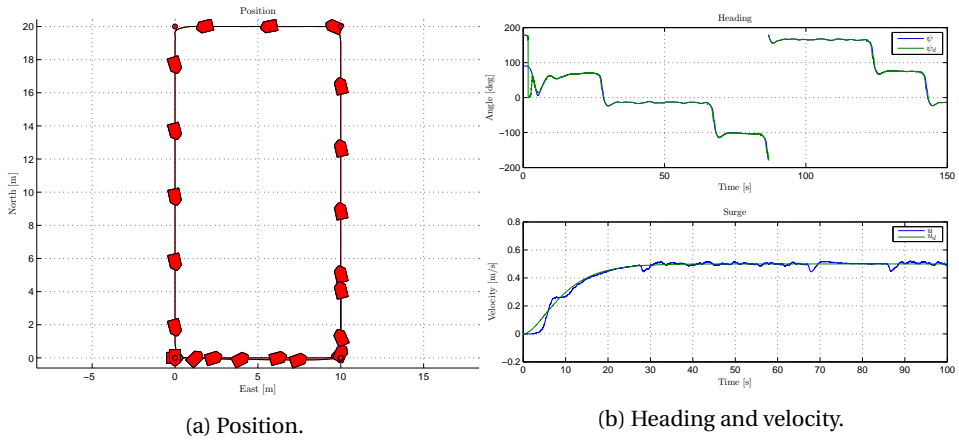 Position
20
18
16
14
12
10
8
6
4
2
0
North [m]
−5
0
5
10
15
East [m]
(a) Position.
Heading
200
100
0
−100
−200
Angle [deg]
ψ
ψd
0
50
100
150
Time [s]
Surge
0.8
0.6
0.4
0.2
0
−0.2
Velocity [m/s]
u
ud
0
10
20
30
40
50
60
70
80
90
100
Time [s]
(b) Heading and velocity.